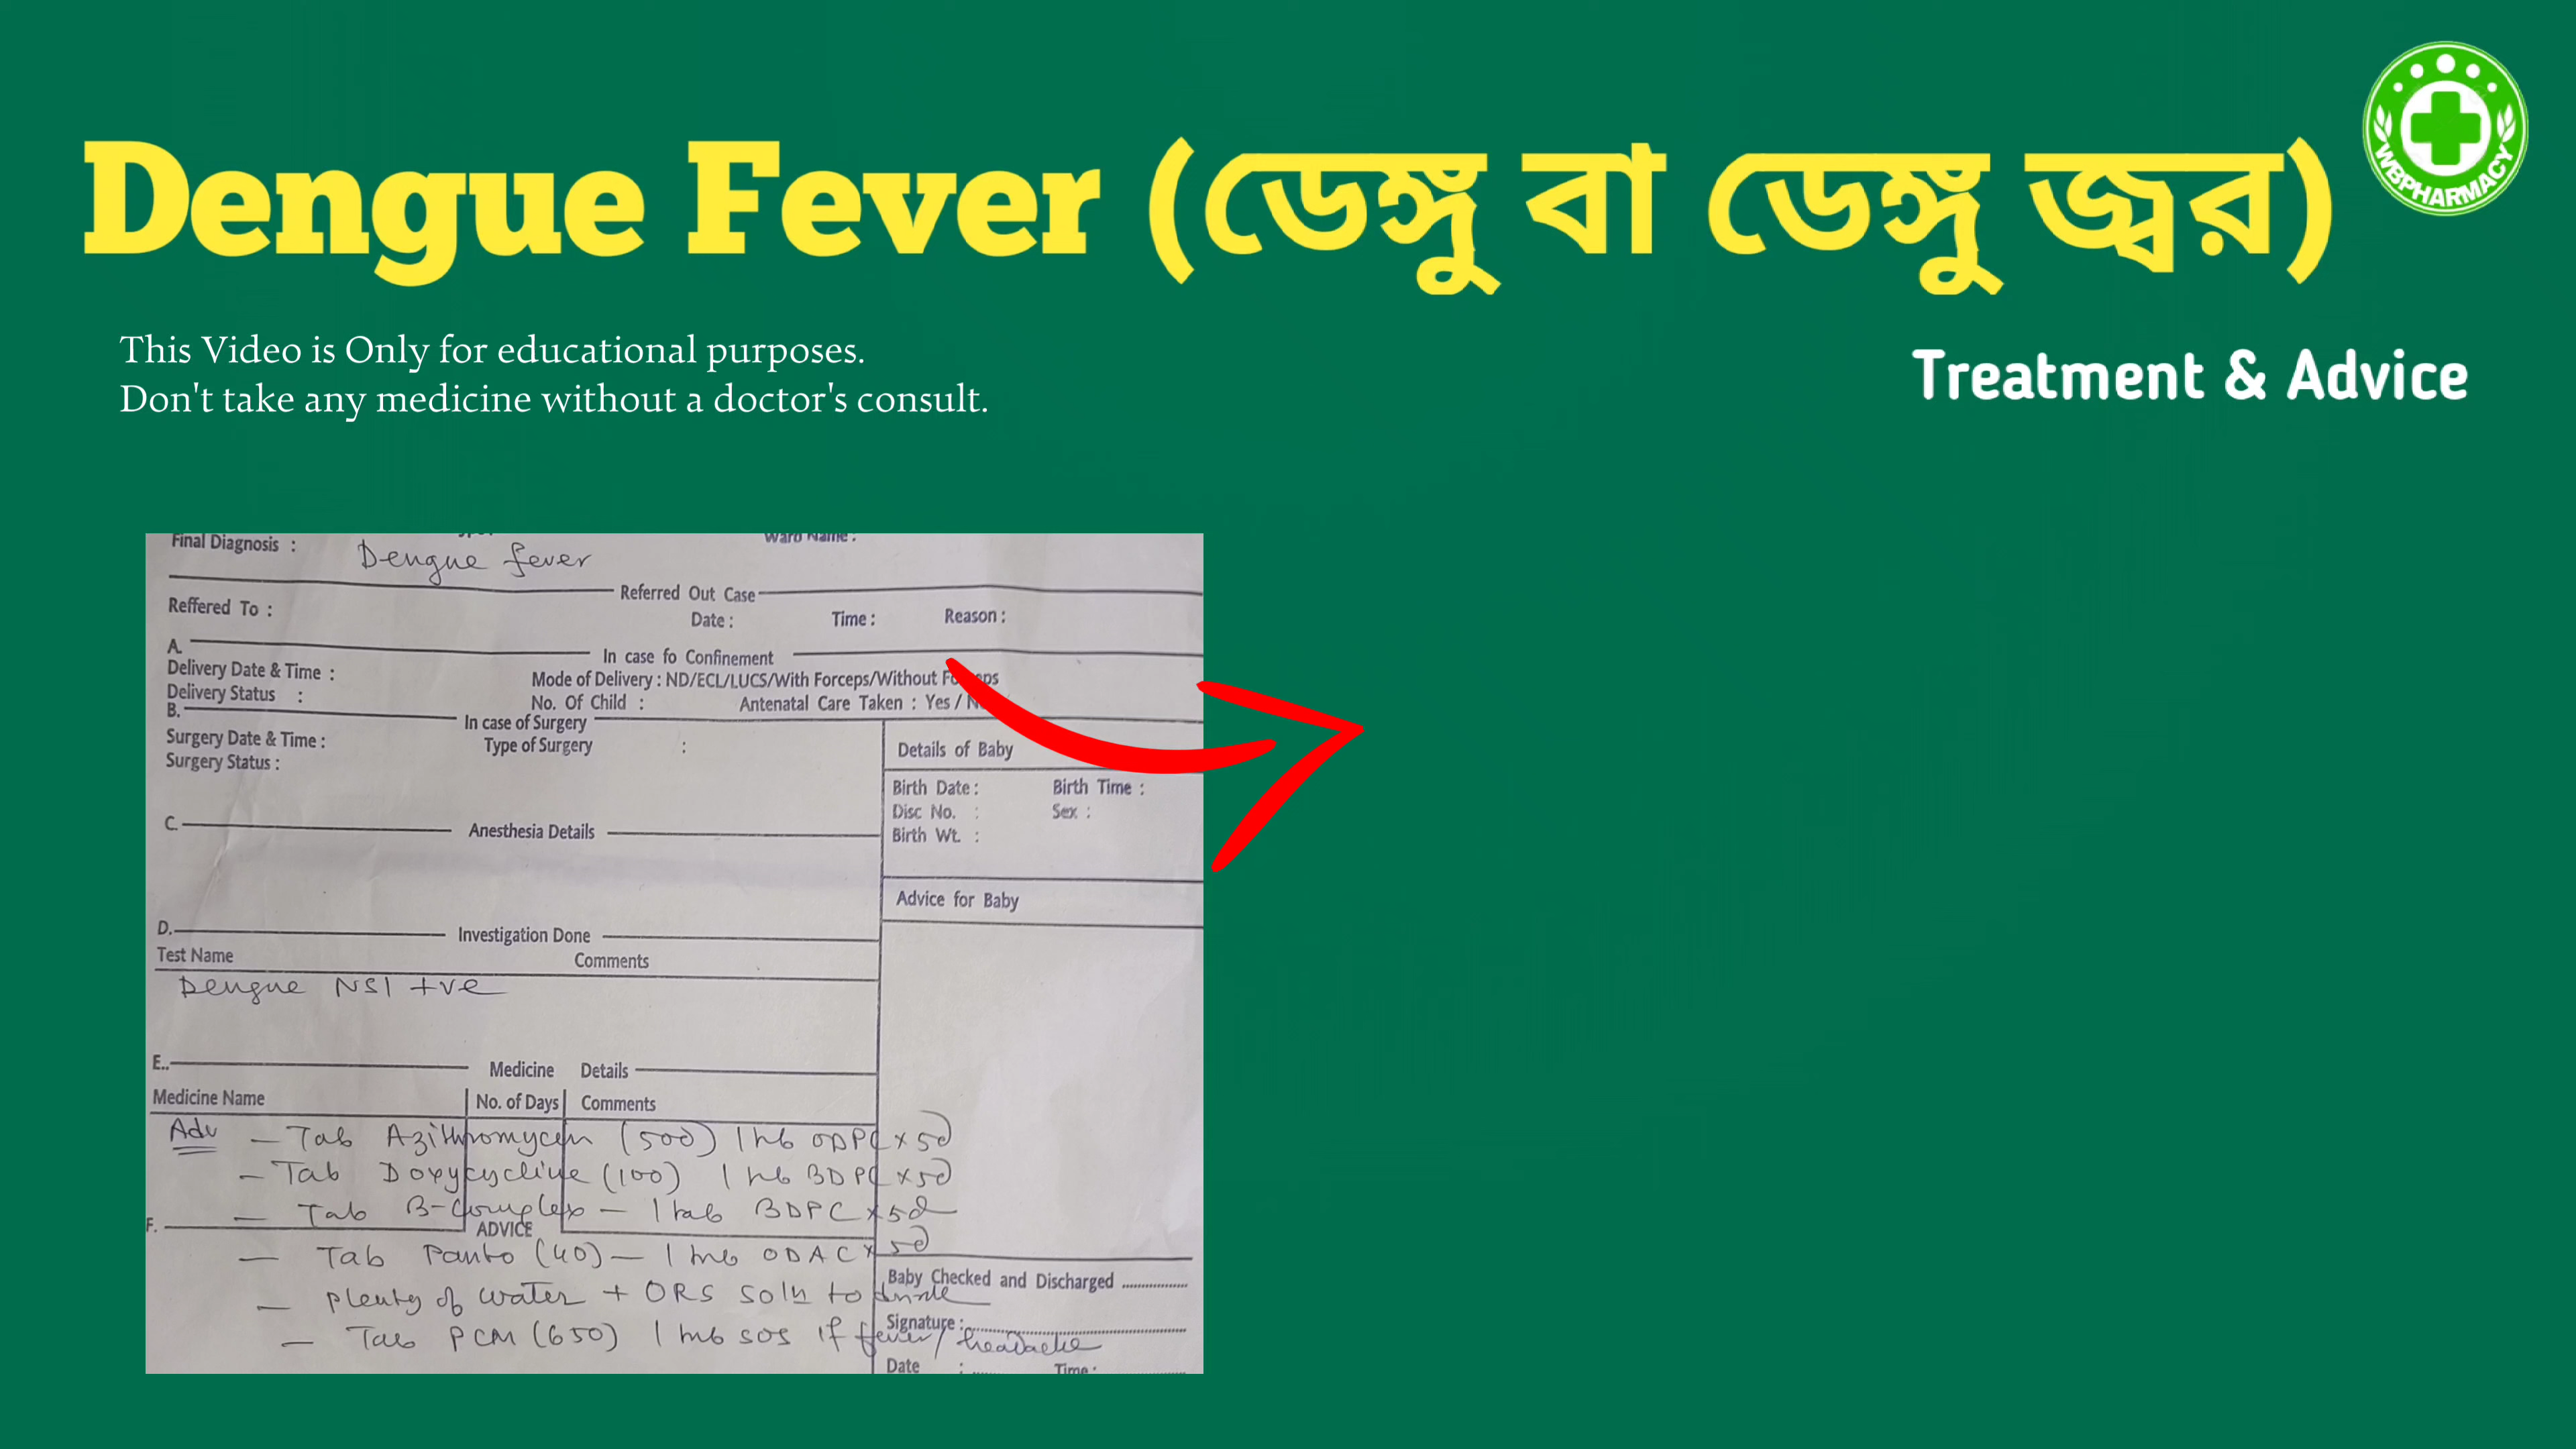 Dengue Fever (ডেঙ্গু বা ডেঙ্গু জ্বর)
WBPHARMACY
This Video is Only for educational purposes.
Don't take any medicine without a doctor's consult.
Treatment & Advice
Final Diagnosis : Dengue fever
Ward Name :
Referred Out Case
Reffered To :
Date : Time : Reason :
A.
In case fo Confinement
Delivery Date & Time :
Mode of Delivery : ND/ECL/LUCS/With Forceps/Without
Delivery Status :
No. Of Child : Antenatal Care Taken : Yes /
B.
In case of Surgery
Surgery Date & Time : Type of Surgery :
Surgery Status :
Details of Baby
Birth Date : Birth Time :
Disc No. : Sex :
Birth Wt. :
C. Anesthesia Details
Advice for Baby
D. Investigation Done
Test Name Comments
Dengue NS1 +ve
E.. Medicine Details
Medicine Name No. of Days Comments
Adv – Tab Azithromycin (500) 1 tab ODPC x 5d
– Tab Doxycycline (100) 1 tab BDPC x 5d
– Tab B-Complex – 1 tab BDPC x 5d
F. ADVICE
– Tab Panto (40) – 1 tab ODAC x 5d
Baby Checked and Discharged
– Plenty of water + ORS soln to drink
Signature :
– Tab PCM (650) 1 tab sos if fever/headache
Date : Time :